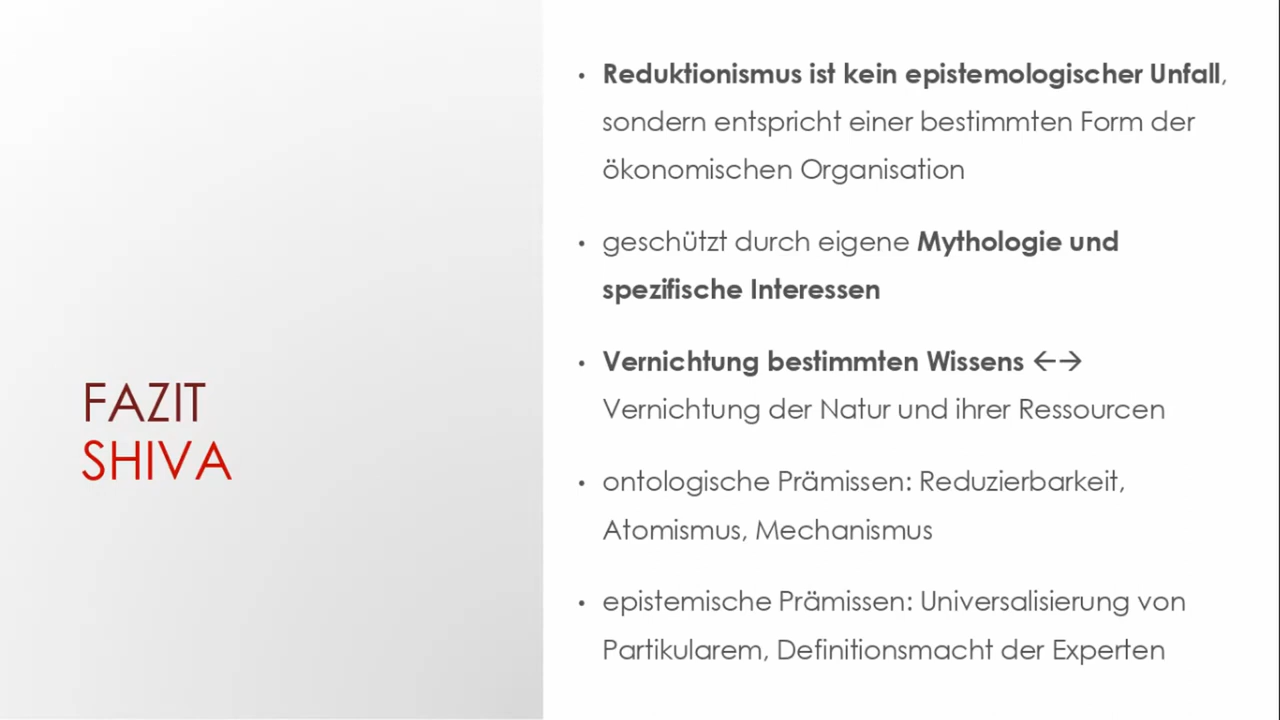 FAZIT
SHIVA
• Reduktionismus ist kein epistemologischer Unfall,
sondern entspricht einer bestimmten Form der
ökonomischen Organisation
• geschützt durch eigene Mythologie und
spezifische Interessen
• Vernichtung bestimmten Wissens ←→
Vernichtung der Natur und ihrer Ressourcen
• ontologische Prämissen: Reduzierbarkeit,
Atomismus, Mechanismus
• epistemische Prämissen: Universalisierung von
Partikularem, Definitionsmacht der Experten